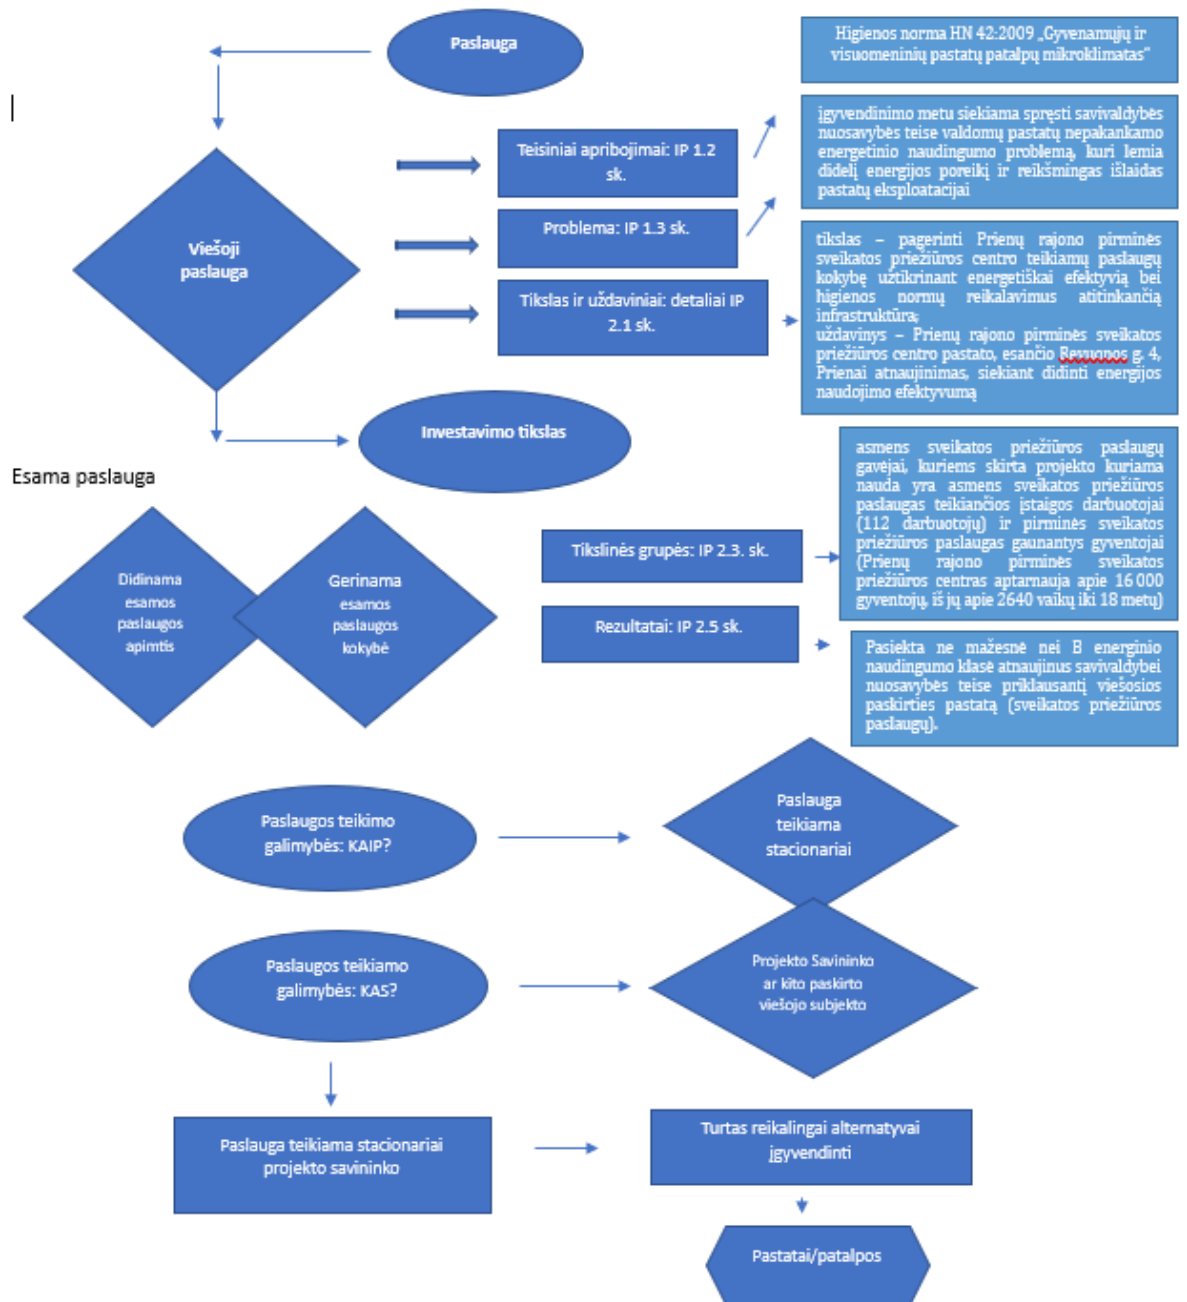 Paslauga
Higienos norma HN 42:2009 „Gyvenamųjų ir
visuomeninių pastatų patalpų mikroklimatas“
Viešoji
paslauga
Teisiniai apribojimai: IP 1.2
sk.
įgyvendinimo metu siekiama spręsti savivaldybės
nuosavybės teise valdomų pastatų nepakankamo
energetinio naudingumo problemą, kuri lemia
didelį energijos poreikį ir reikšmingas išlaidas
pastatų eksploatacijai
Problema: IP 1.3 sk.
Tikslas ir uždaviniai: detaliai IP
2.1 sk.
tikslas – pagerinti Prienų rajono pirminės
sveikatos priežiūros centro teikiamų paslaugų
kokybę užtikrinant energetiškai efektyvią bei
higienos normų reikalavimus atitinkančią
infrastruktūrą;
uždavinys – Prienų rajono pirminės sveikatos
priežiūros centro pastato, esančio Revuonos g. 4,
Prienai atnaujinimas, siekiant didinti energijos
naudojimo efektyvumą
Investavimo tikslas
Esama paslauga
Didinama
esamos
paslaugos
apimtis
Gerinama
esamos
paslaugos
kokybė
Tikslinės grupės: IP 2.3. sk.
asmens sveikatos priežiūros paslaugų
gavėjai, kuriems skirta projekto kuriama
nauda yra asmens sveikatos priežiūros
paslaugas teikiančios įstaigos darbuotojai
(112 darbuotojų) ir pirminės sveikatos
priežiūros paslaugas gaunantys gyventojai
(Prienų rajono pirminės sveikatos
priežiūros centras aptarnauja apie 16 000
gyventojų, iš jų apie 2640 vaikų iki 18 metų)
Rezultatai: IP 2.5 sk.
Pasiekta ne mažesnė nei B energinio
naudingumo klasė atnaujinus savivaldybei
nuosavybės teise priklausantį viešosios
paskirties pastatą (sveikatos priežiūros
paslaugų).
Paslaugos teikimo
galimybės: KAIP?
Paslauga
teikiama
stacionariai
Paslaugos teikiamo
galimybės: KAS?
Projekto Savininko
ar kito paskirto
viešojo subjekto
Paslauga teikiama stacionariai
projekto savininko
Turtas reikalingai alternatyvai
įgyvendinti
Pastatai/patalpos